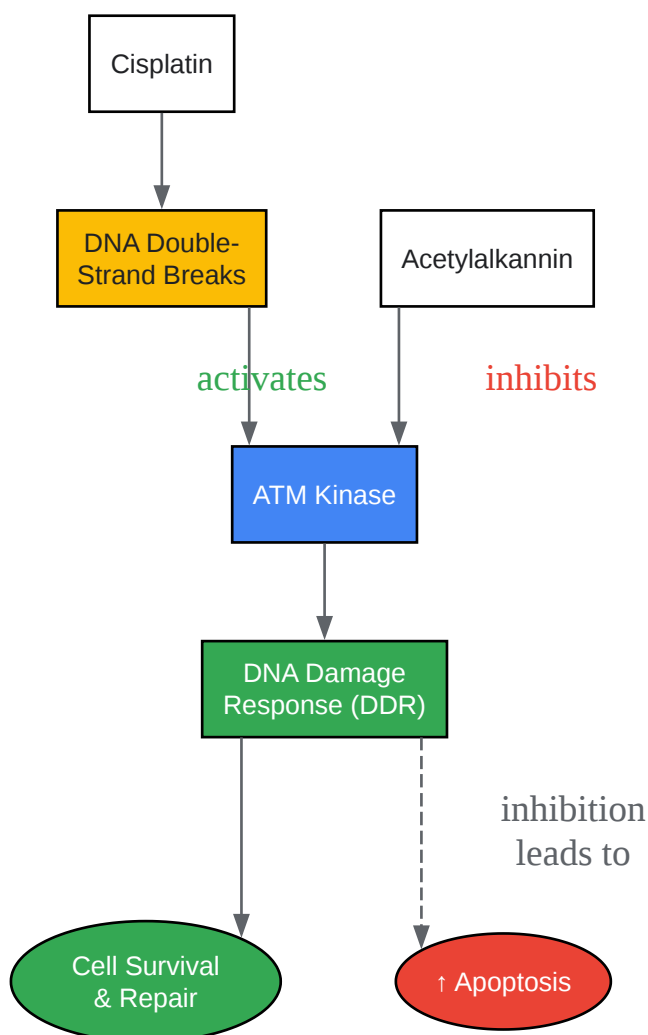 Cisplatin
DNA Double-
Strand Breaks
Acetylalkannin
activates
inhibits
ATM Kinase
DNA Damage
Response (DDR)
inhibition
leads to
Cell Survival
& Repair
↑ Apoptosis